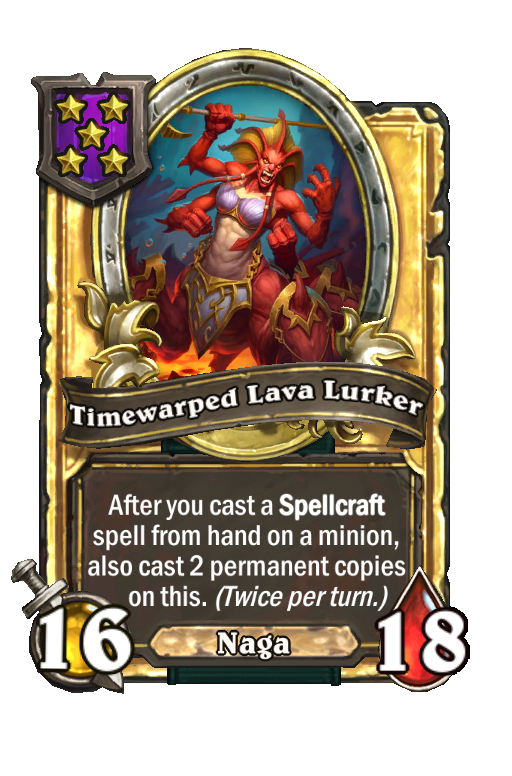 Timewarped Lava Lurker
After you cast a Spellcraft
spell from hand on a minion,
also cast 2 permanent copies
on this. (Twice per turn.)
16
Naga
18